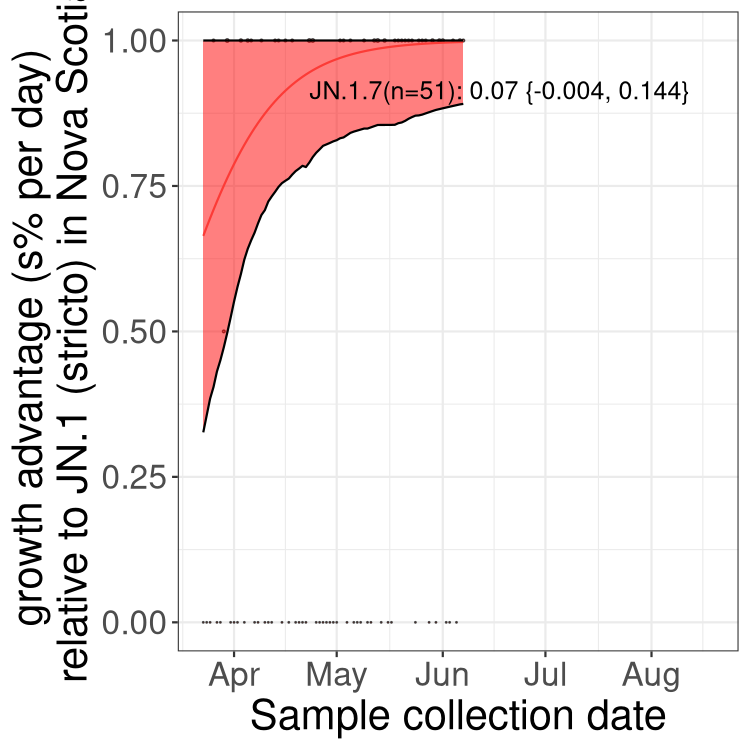 growth advantage (s% per day)
relative to JN.1 (stricto) in Nova Scotia
1.00
0.75
0.50
0.25
0.00
JN.1.7(n=51): 0.07 {-0.004, 0.144}
Apr May Jun Jul Aug
Sample collection date